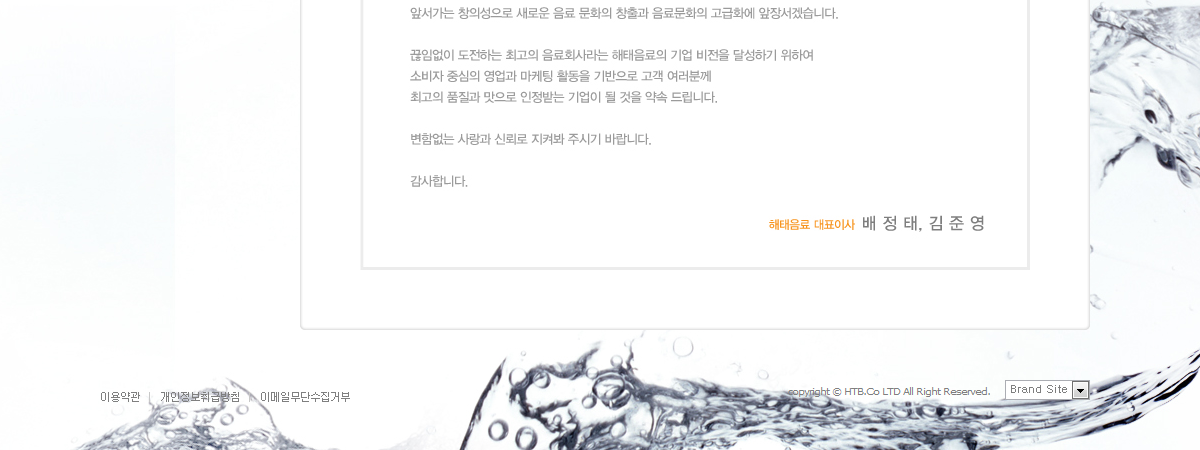 앞서가는 창의성으로 새로운 음료 문화의 창출과 음료문화의 고급화에 앞장서겠습니다.
끊임없이 도전하는 최고의 음료회사라는 해태음료의 기업 비전을 달성하기 위하여
소비자 중심의 영업과 마케팅 활동을 기반으로 고객 여러분께
최고의 품질과 맛으로 인정받는 기업이 될 것을 약속 드립니다.
변함없는 사랑과 신뢰로 지켜봐 주시기 바랍니다.
감사합니다.
해태음료 대표이사 배 정 태, 김 준 영
이용약관 | 개인정보취급방침 | 이메일무단수집거부
copyright © HTB.Co LTD All Right Reserved.
Brand Site